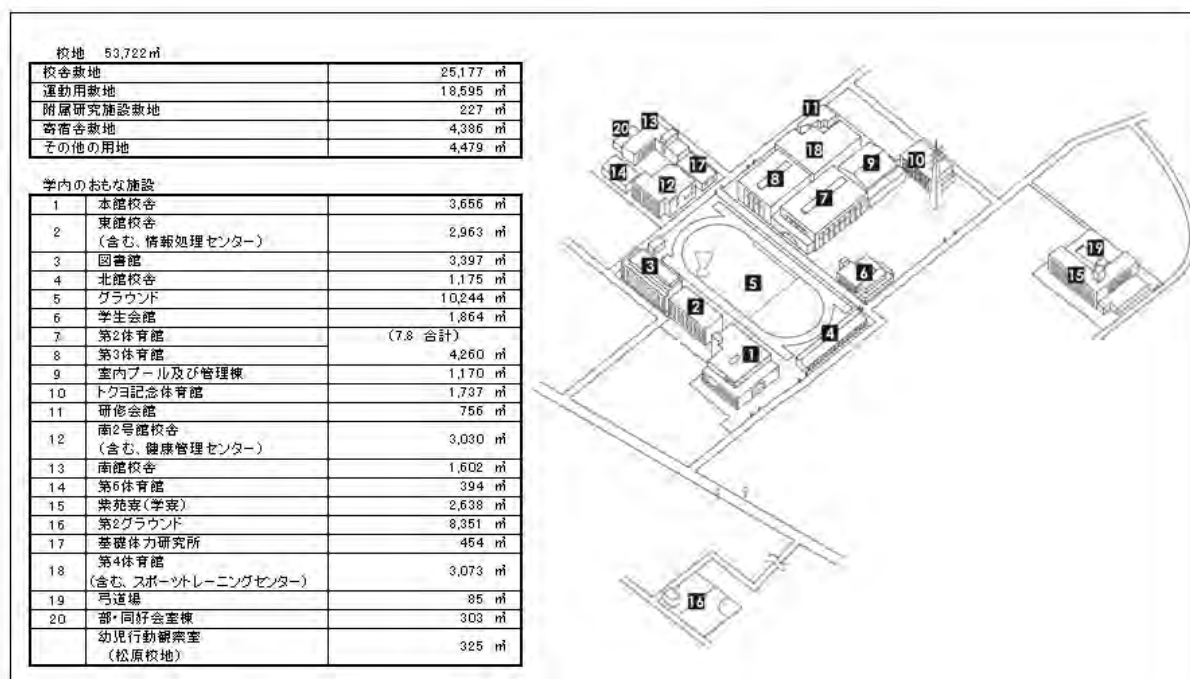 校地 53,722㎡
校舎敷地 25,177 ㎡
運動用敷地 18,595 ㎡
附属研究施設敷地 227 ㎡
寄宿舎敷地 4,386 ㎡
その他の用地 4,479 ㎡
学内のおもな施設
1 本館校舎 3,656 ㎡
2 東館校舎
(含む、情報処理センター) 2,963 ㎡
3 図書館 3,397 ㎡
4 北館校舎 1,175 ㎡
5 グラウンド 10,244 ㎡
6 学生会館 1,864 ㎡
7 第2体育館 (7.8 合計)
8 第3体育館 4,260 ㎡
9 室内プール及び管理棟 1,170 ㎡
10 トクヨ記念体育館 1,737 ㎡
11 研修会館 756 ㎡
12 南2号館校舎
(含む、健康管理センター) 3,030 ㎡
13 南館校舎 1,602 ㎡
14 第5体育館 394 ㎡
15 紫苑寮(学寮) 2,638 ㎡
16 第2グラウンド 8,351 ㎡
17 基礎体力研究所 454 ㎡
18 第4体育館
(含む、スポーツトレーニングセンター) 3,073 ㎡
19 弓道場 85 ㎡
20 部・同好会室棟 303 ㎡
幼児行動観察室
(松原校地) 325 ㎡
11
20
13
18
9
10
14
12
17
8
7
19
15
3
5
6
2
4
1
16